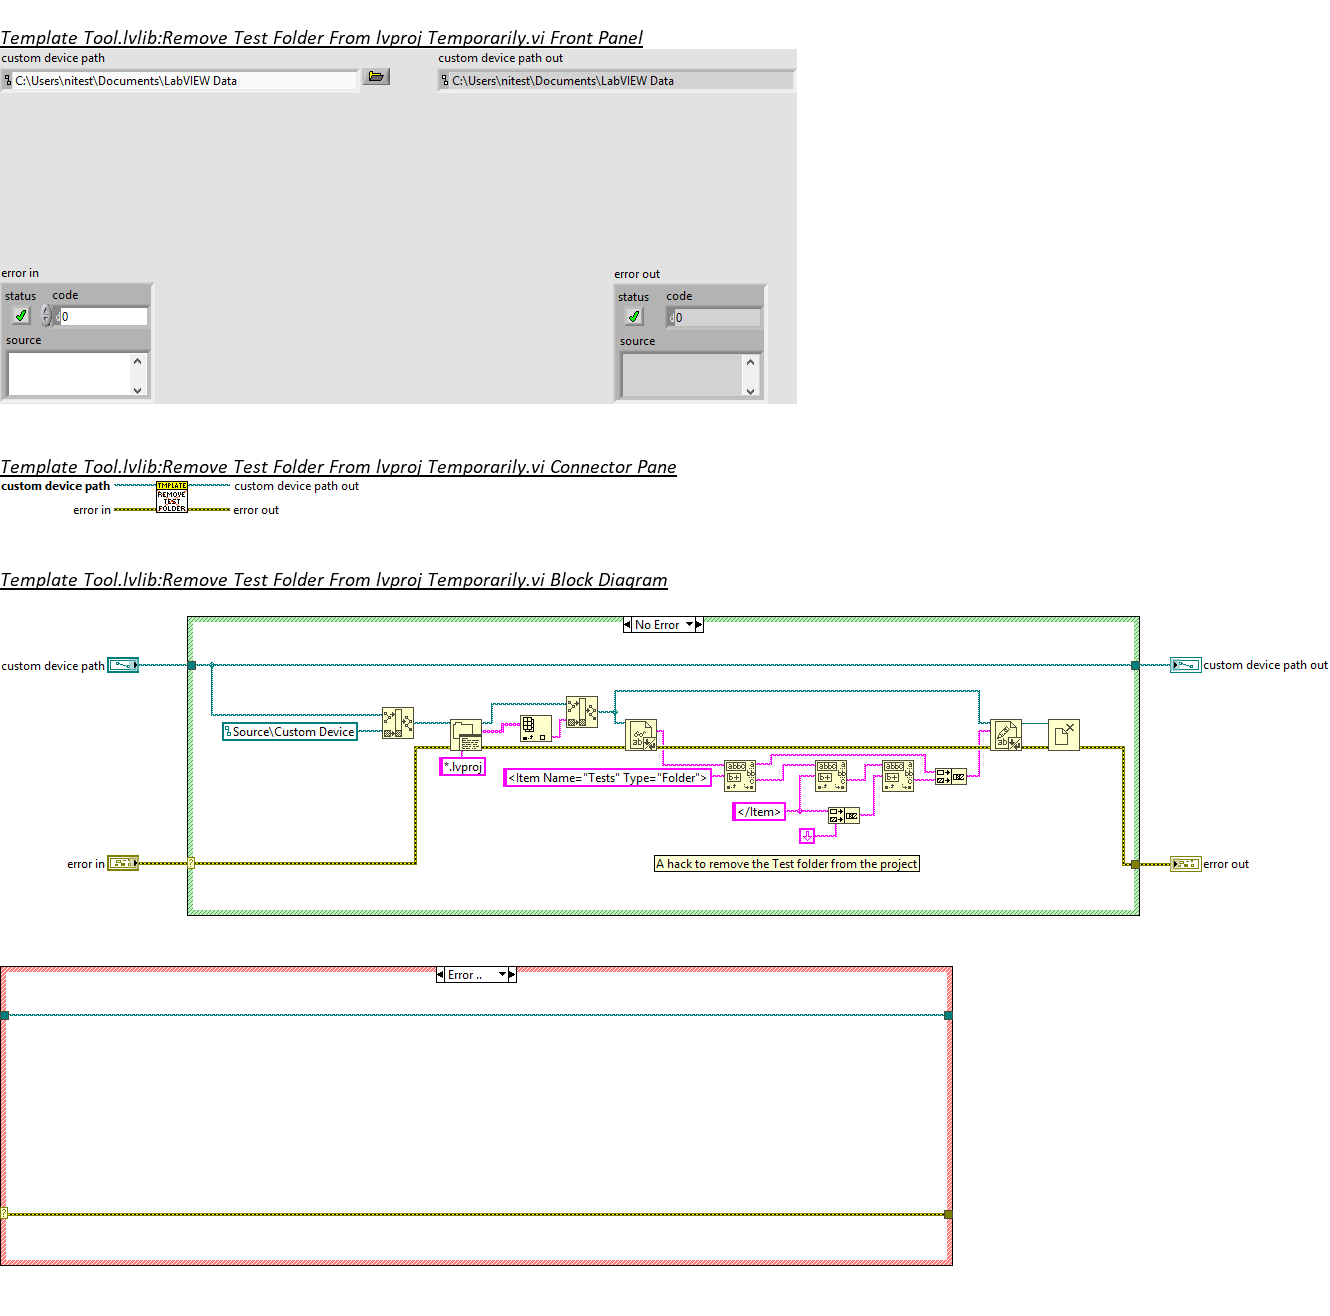 Template Tool.lvlib:Remove Test Folder From lvproj Temporarily.vi Front Panel
custom device path
custom device path out
C:\Users\nitest\Documents\LabVIEW Data
C:\Users\nitest\Documents\LabVIEW Data
error in
status
code
0
source
error out
status
code
0
source
Template Tool.lvlib:Remove Test Folder From lvproj Temporarily.vi Connector Pane
custom device path
TMPLATE
REMOVE
TEST
FOLDER
custom device path out
error in
error out
Template Tool.lvlib:Remove Test Folder From lvproj Temporarily.vi Block Diagram
No Error
custom device path
custom device path out
Source\Custom Device
*.lvproj
<Item Name="Tests" Type="Folder">
</Item>
A hack to remove the Test folder from the project
error in
error out
Error ..